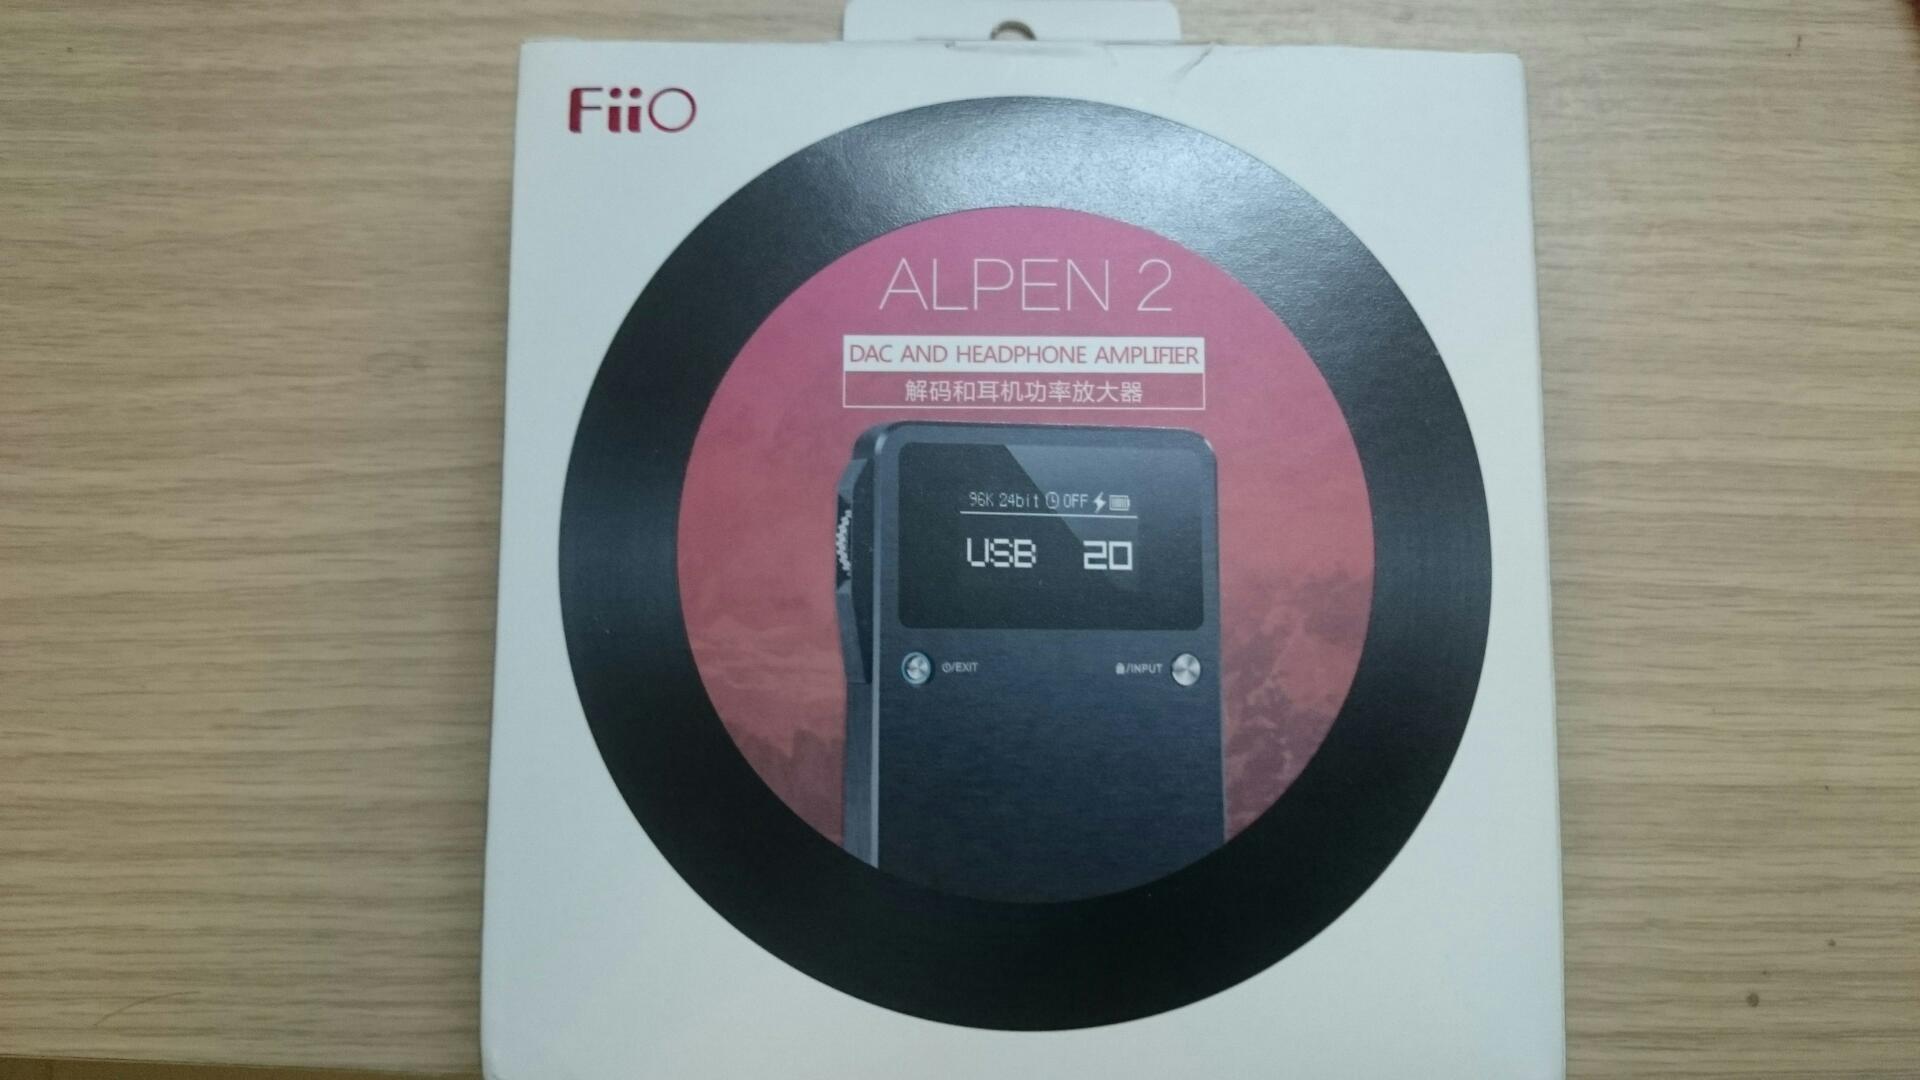 FiiO
ALPEN 2
DAC AND HEADPHONE AMPLIFIER
解码和耳机功率放大器
96K 24bit OFF
USB 20
/EXIT
/INPUT